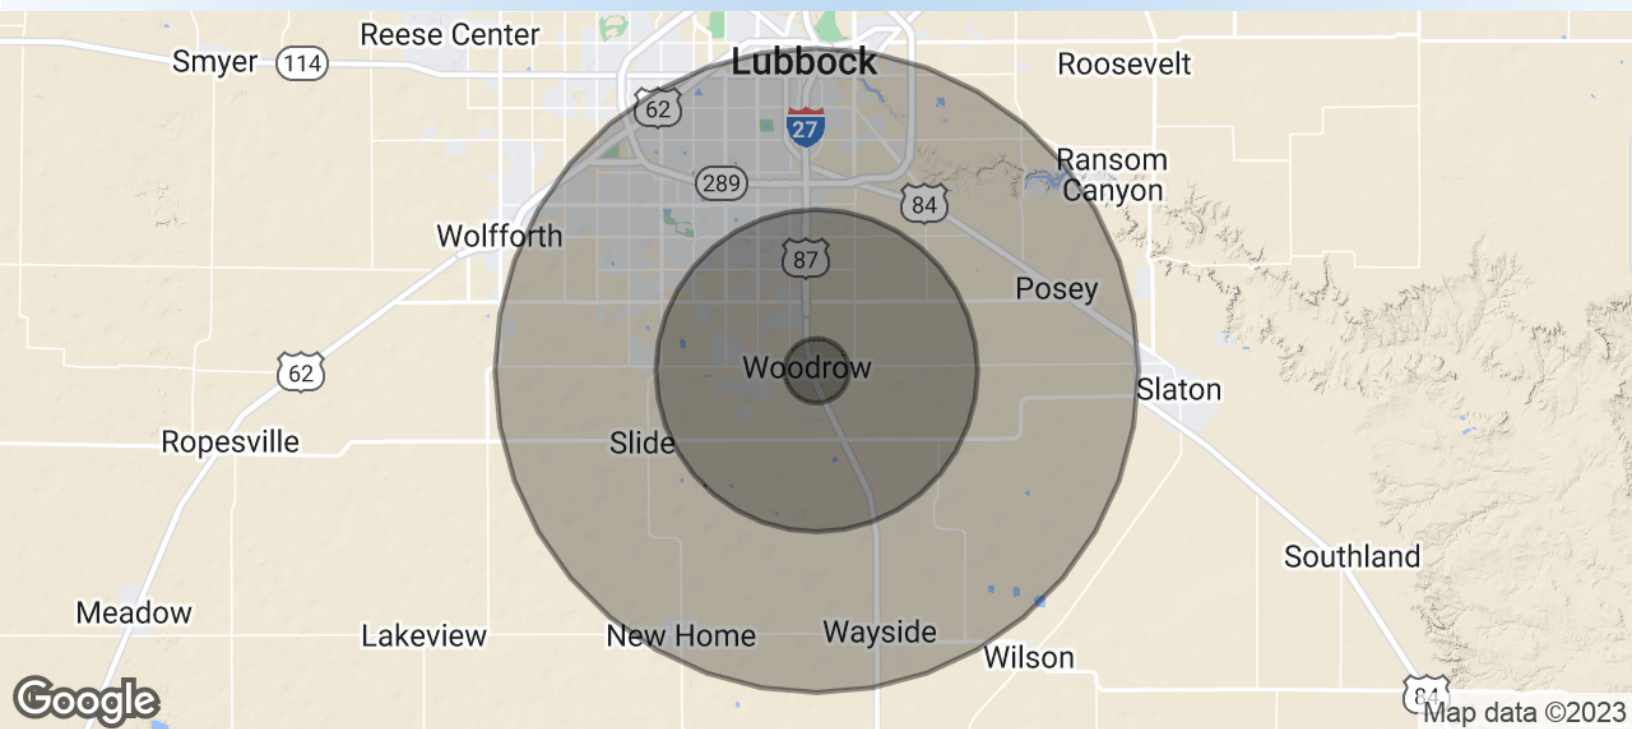 Reese Center
Smyer
114
Lubbock
Roosevelt
62
27
Ransom
Canyon
289
84
Wolfforth
87
Posey
62
Woodrow
Slaton
Ropesville
Slide
Southland
Meadow
Lakeview
New Home
Wayside
Wilson
84
Google
Map data ©2023